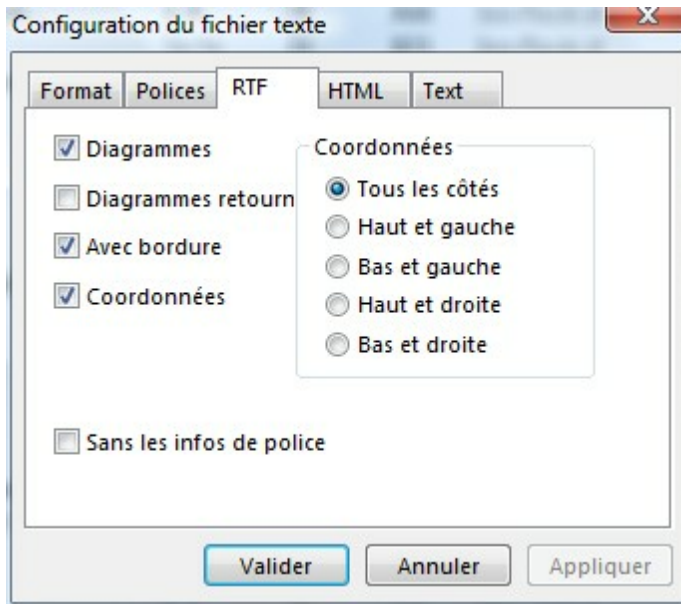 Configuration du fichier texte
Format Polices RTF HTML Text
Diagrammes
Diagrammes retourn
Avec bordure
Coordonnées
Coordonnées
Tous les côtés
Haut et gauche
Bas et gauche
Haut et droite
Bas et droite
Sans les infos de police
Valider Annuler Appliquer